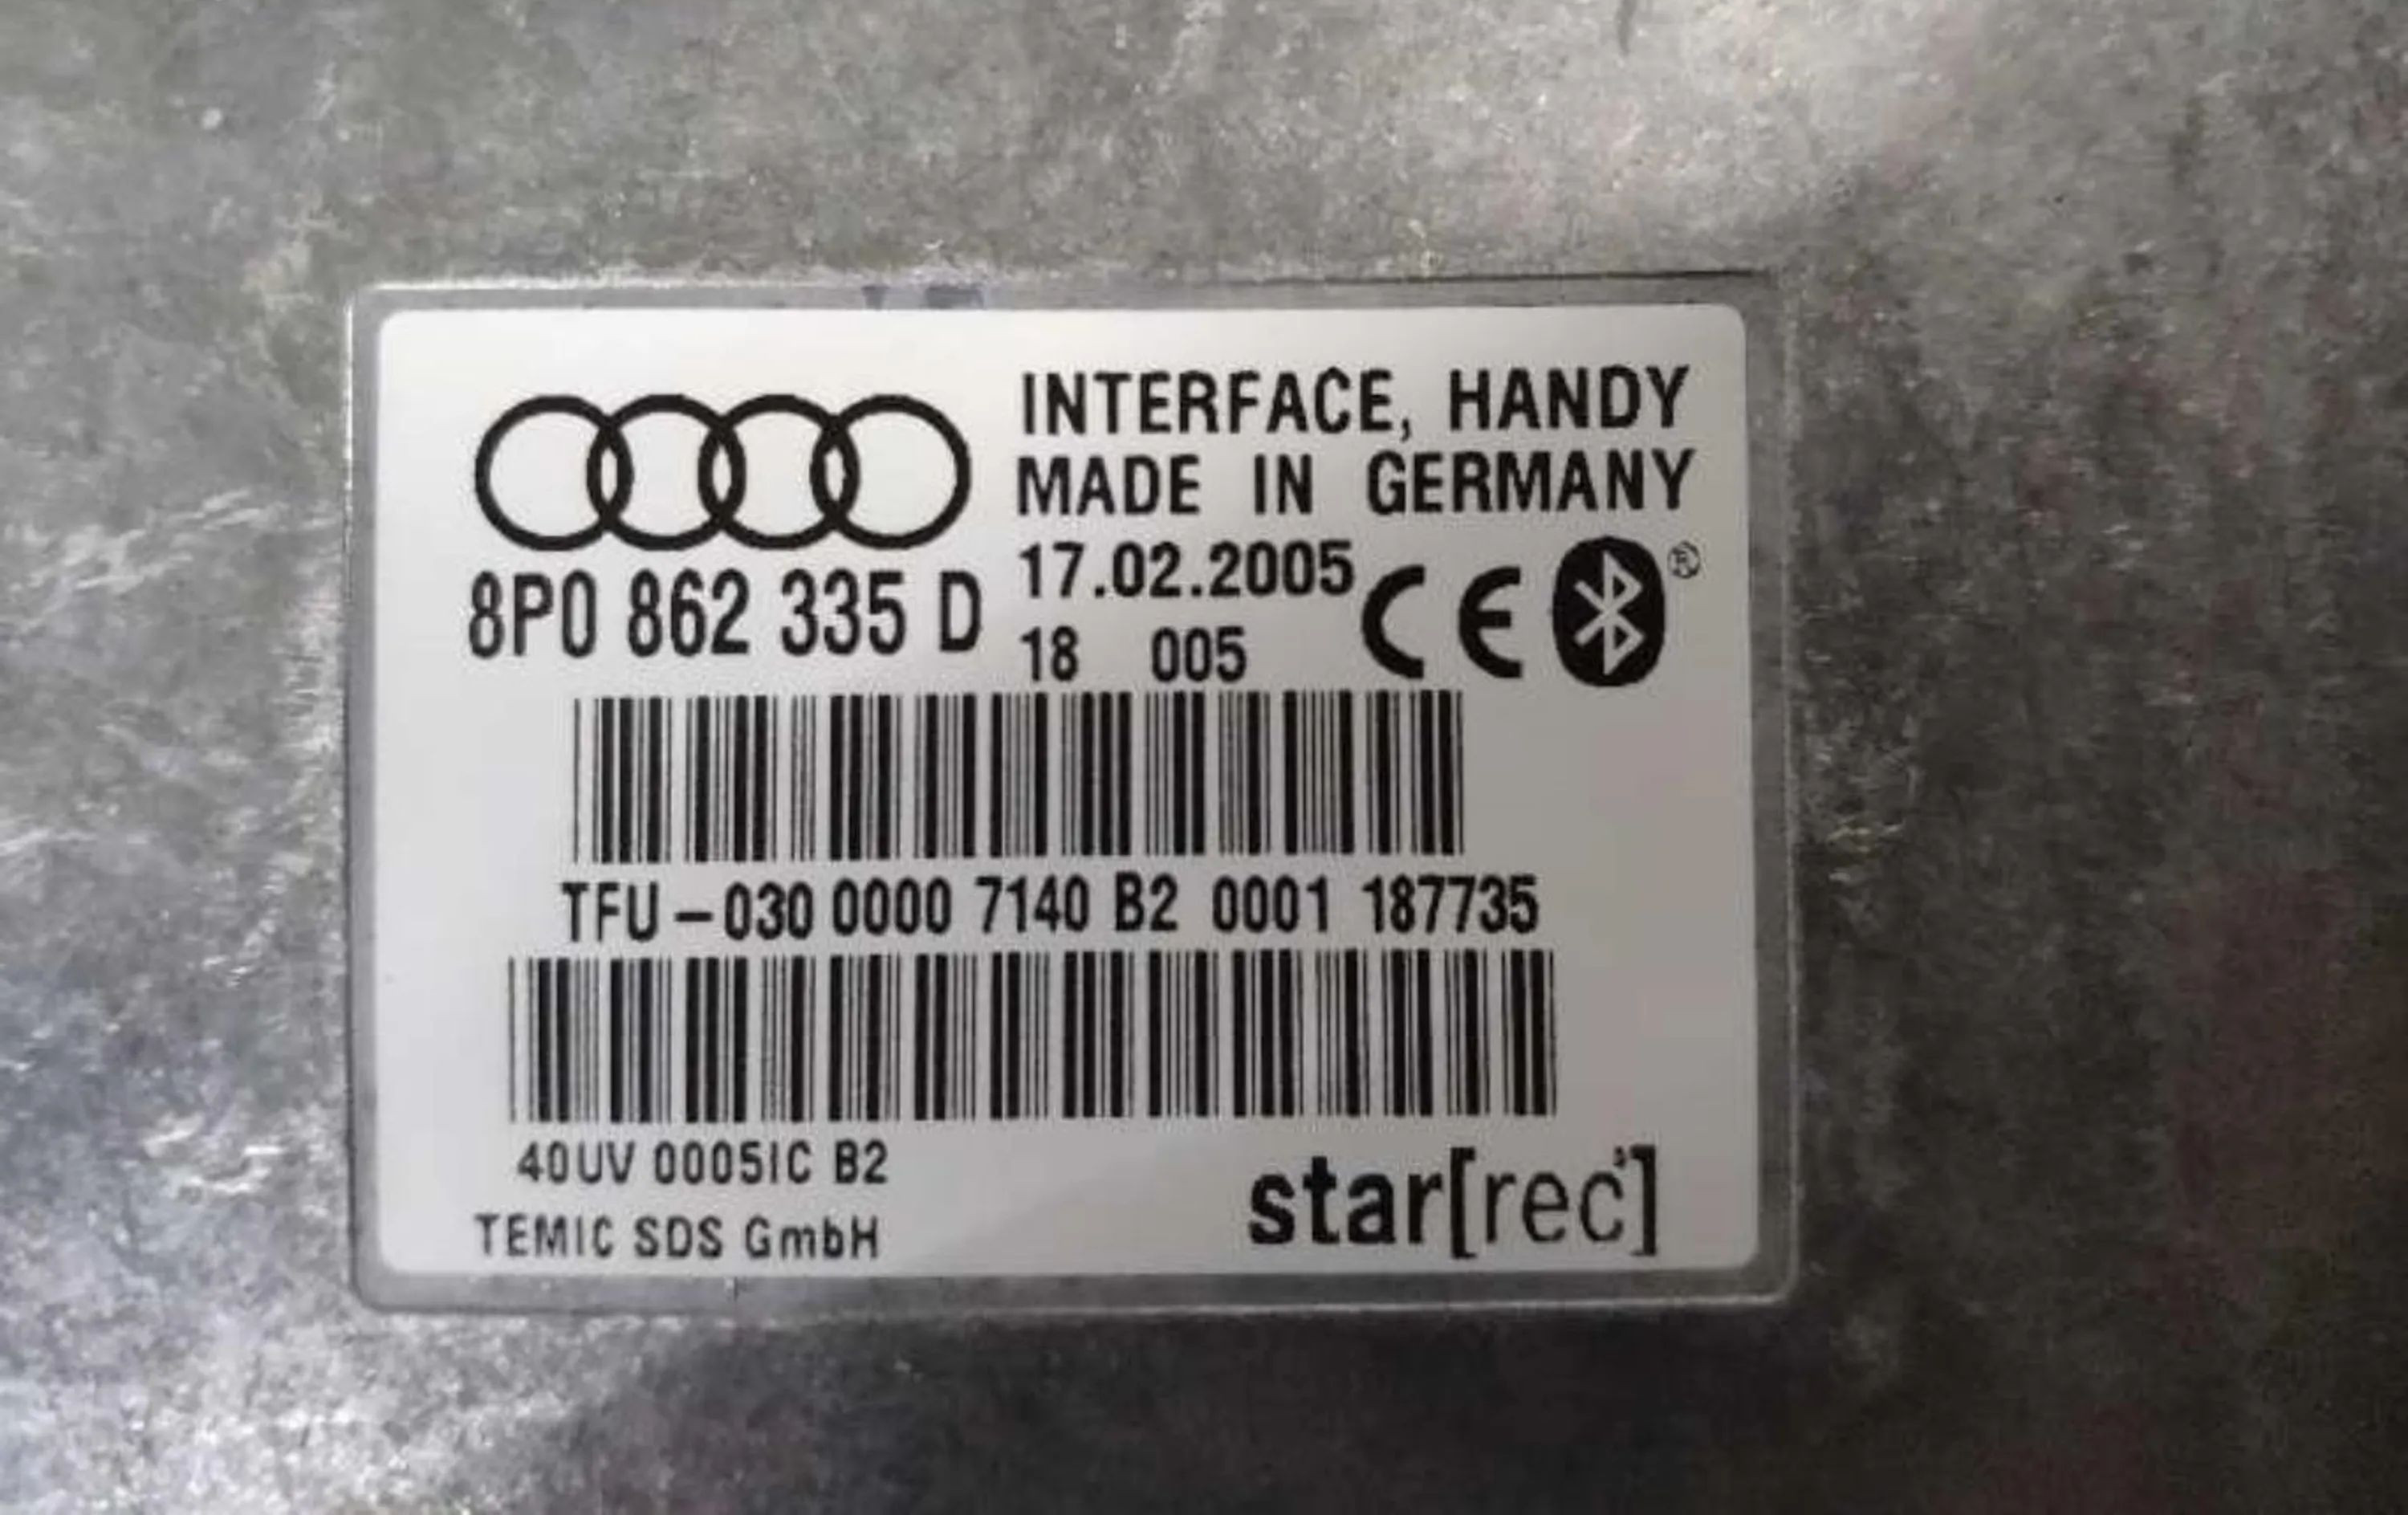 INTERFACE, HANDY
MADE IN GERMANY
8P0 862 335 D
17.02.2005 CE ®
18 005
TFU-030 0000 7140 B2 0001 187735
40UV 0005IC B2
TEMIC SDS GmbH
star[rec]